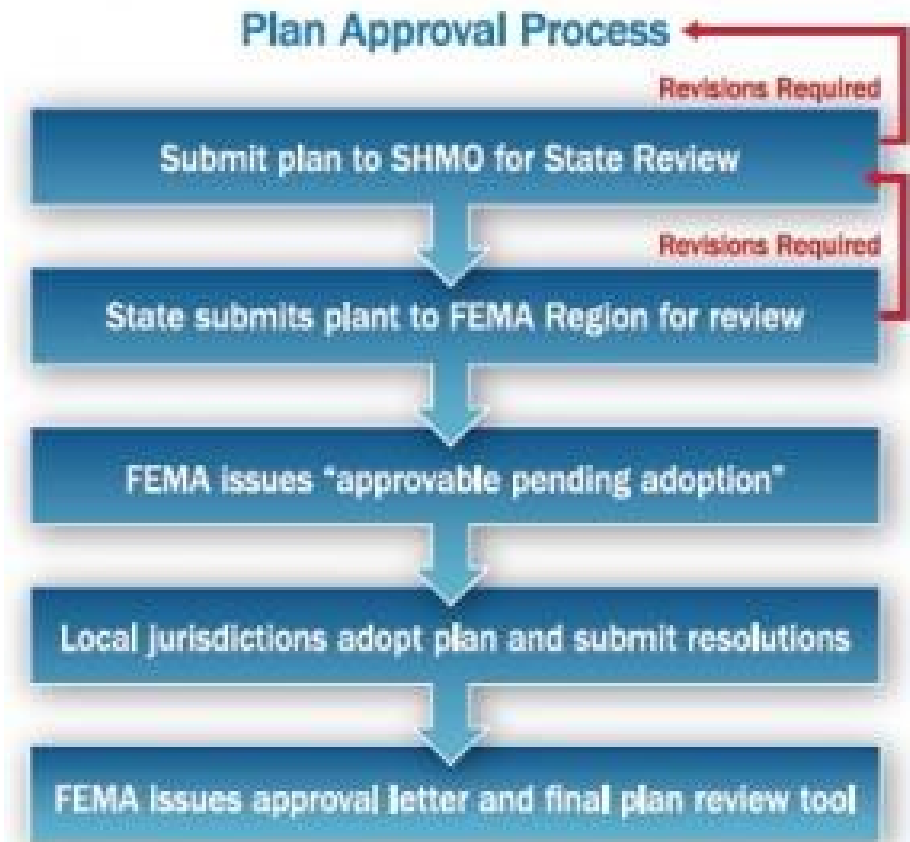 Plan Approval Process
Revisions Required
Submit plan to SHMO for State Review
Revisions Required
State submits plant to FEMA Region for review
FEMA issues “approvable pending adoption”
Local jurisdictions adopt plan and submit resolutions
FEMA issues approval letter and final plan review tool